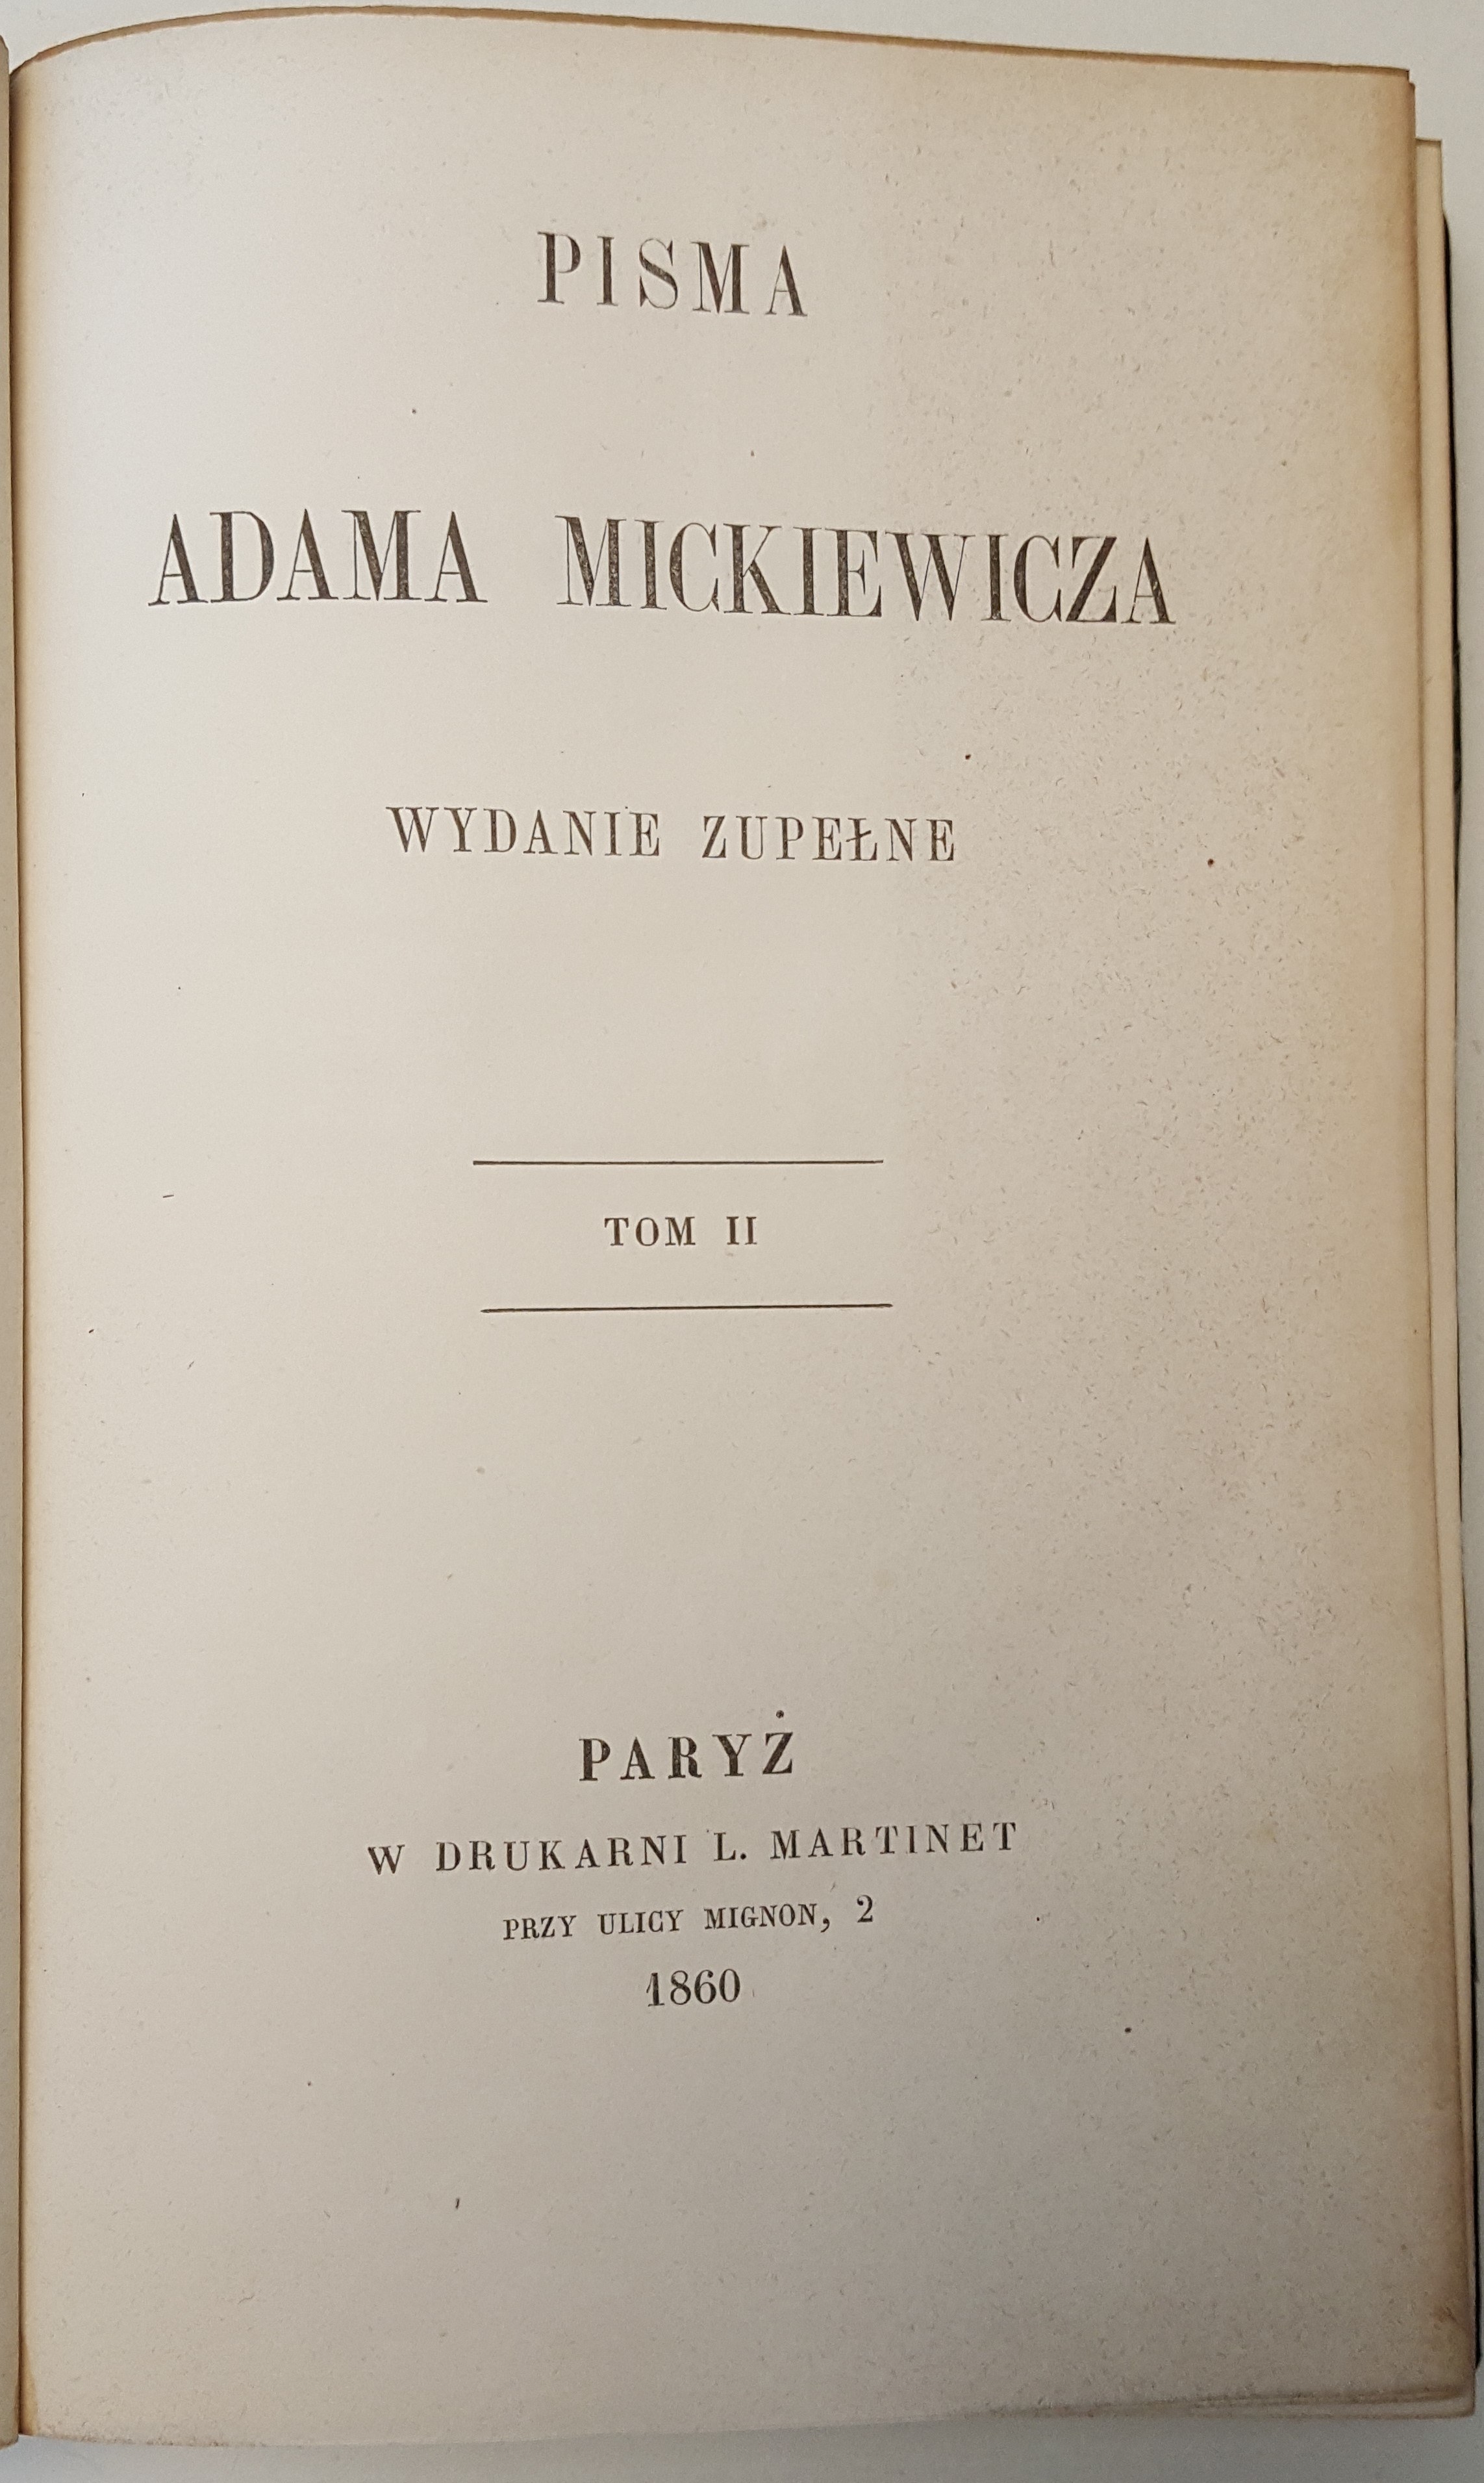 PISMA
ADAMA MICKIEWICZA
WYDANIE ZUPEŁNE
TOM II
PARYŻ
W DRUKARNI L. MARTINET
PRZY ULICY MIGNON, 2
1860